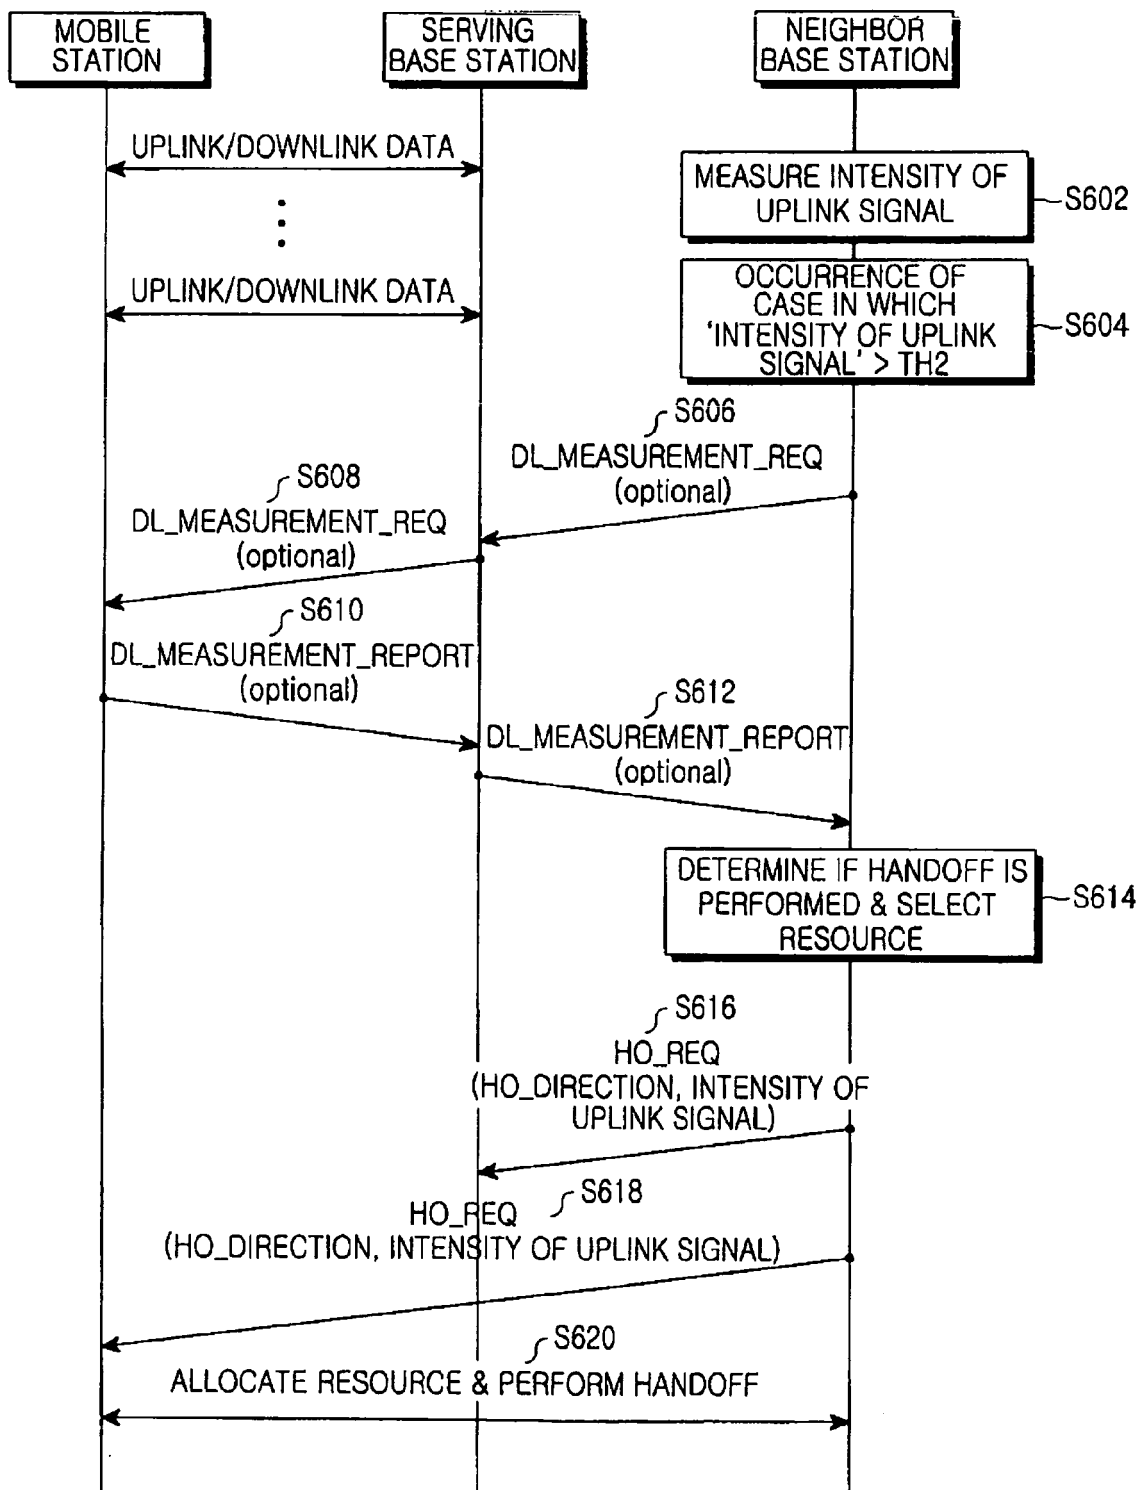 MOBILE
STATION
SERVING
BASE STATION
NEIGHBOR
BASE STATION
UPLINK/DOWNLINK DATA
MEASURE INTENSITY OF
UPLINK SIGNAL
S602
UPLINK/DOWNLINK DATA
OCCURRENCE OF
CASE IN WHICH
'INTENSITY OF UPLINK
SIGNAL' > TH2
S604
S606
DL_MEASUREMENT_REQ
(optional)
S608
DL_MEASUREMENT_REQ
(optional)
S610
DL_MEASUREMENT_REPORT
(optional)
S612
DL_MEASUREMENT_REPORT
(optional)
DETERMINE IF HANDOFF IS
PERFORMED & SELECT
RESOURCE
S614
S616
HO_REQ
(HO_DIRECTION, INTENSITY OF
UPLINK SIGNAL)
S618
HO_REQ
(HO_DIRECTION, INTENSITY OF UPLINK SIGNAL)
S620
ALLOCATE RESOURCE & PERFORM HANDOFF